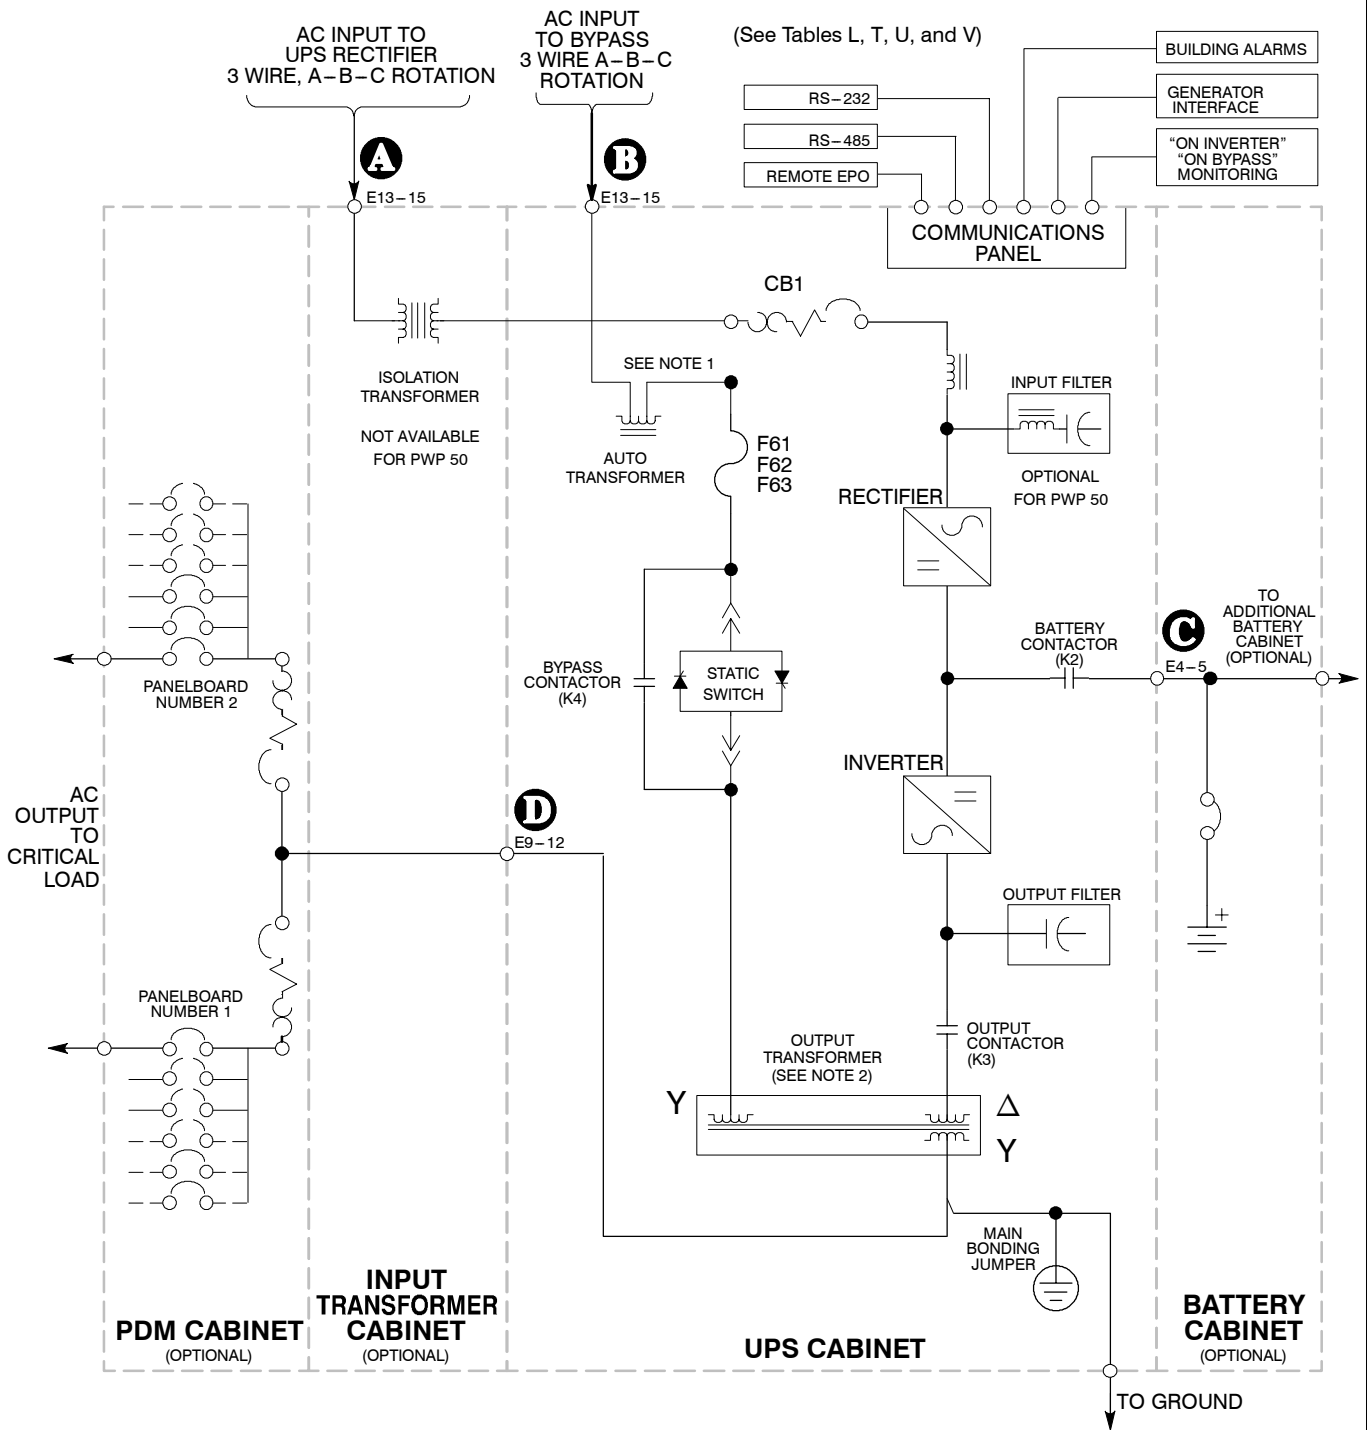 AC INPUT TO
UPS RECTIFIER
3 WIRE, A–B–C ROTATION
AC INPUT
TO BYPASS
3 WIRE A–B–C
ROTATION
(See Tables L, T, U, and V)
RS–232
RS–485
REMOTE EPO
BUILDING ALARMS
GENERATOR
INTERFACE
“ON INVERTER”
“ON BYPASS”
MONITORING
A
E13–15
B
E13–15
COMMUNICATIONS
PANEL
CB1
ISOLATION
TRANSFORMER
NOT AVAILABLE
FOR PWP 50
SEE NOTE 1
AUTO
TRANSFORMER
F61
F62
F63
INPUT FILTER
OPTIONAL
FOR PWP 50
RECTIFIER
BATTERY
CONTACTOR
(K2)
C
E4–5
TO
ADDITIONAL
BATTERY
CABINET
(OPTIONAL)
BYPASS
CONTACTOR
(K4)
STATIC
SWITCH
PANELBOARD
NUMBER 2
INVERTER
AC
OUTPUT
TO
CRITICAL
LOAD
D
E9–12
OUTPUT FILTER
+
PANELBOARD
NUMBER 1
OUTPUT
CONTACTOR
(K3)
OUTPUT
TRANSFORMER
(SEE NOTE 2)
Y
Δ
Y
MAIN
BONDING
JUMPER
PDM CABINET
(OPTIONAL)
INPUT
TRANSFORMER
CABINET
(OPTIONAL)
UPS CABINET
BATTERY
CABINET
(OPTIONAL)
TO GROUND